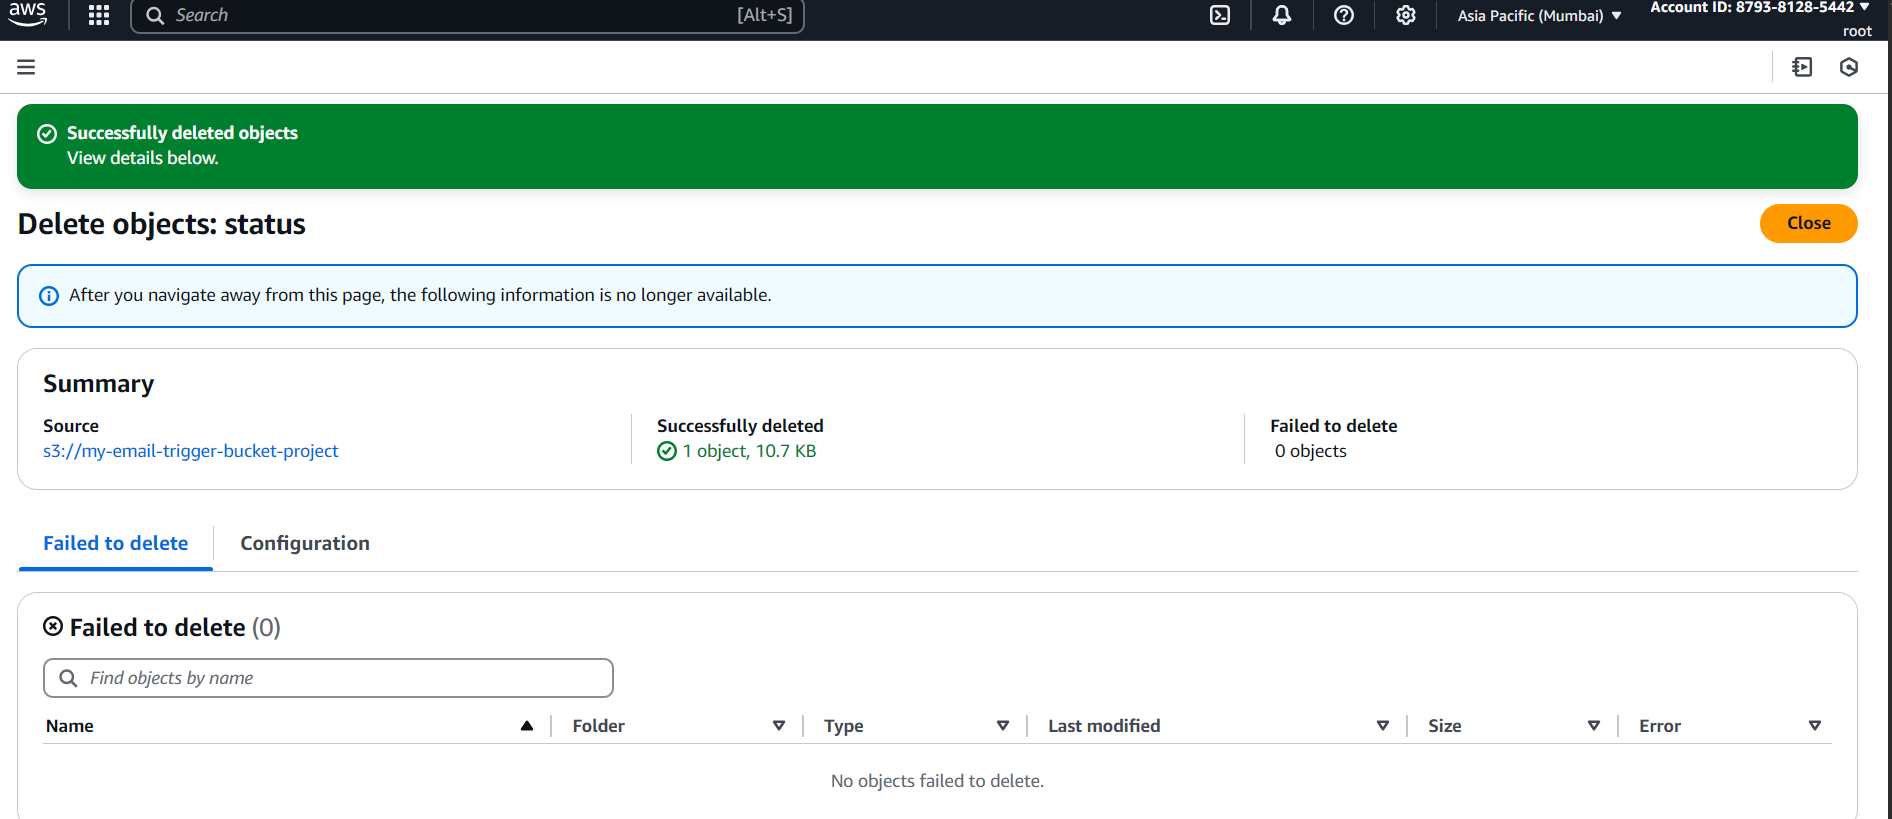 aws
Search
[Alt+S]
Asia Pacific (Mumbai)
Account ID: 8793-8128-5442
root
Successfully deleted objects
View details below.
Delete objects: status
Close
After you navigate away from this page, the following information is no longer available.
Summary
Source
s3://my-email-trigger-bucket-project
Successfully deleted
1 object, 10.7 KB
Failed to delete
0 objects
Failed to delete
Configuration
Failed to delete (0)
Find objects by name
Name
Folder
Type
Last modified
Size
Error
No objects failed to delete.